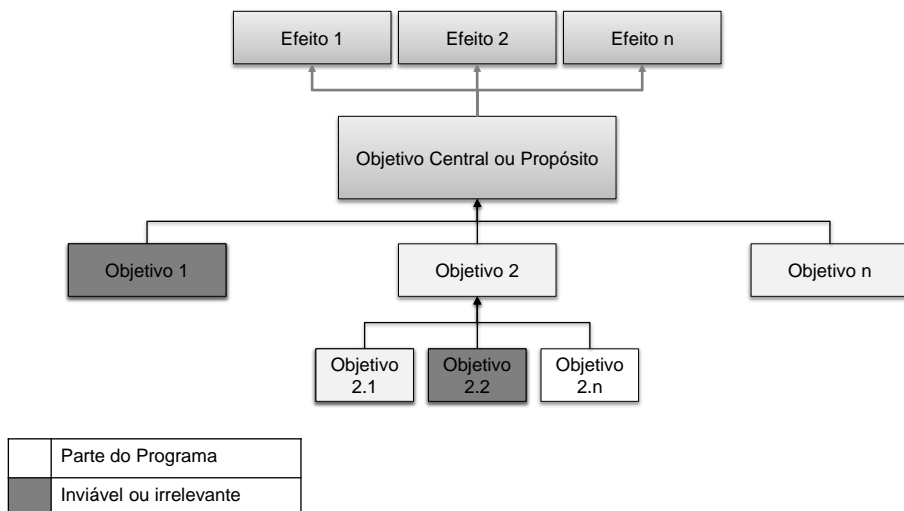 Efeito 1
Efeito 2
Efeito n
Objetivo Central ou Propósito
Objetivo 1
Objetivo 2
Objetivo n
Objetivo
2.1
Objetivo
2.2
Objetivo
2.n
Parte do Programa
Inviável ou irrelevante